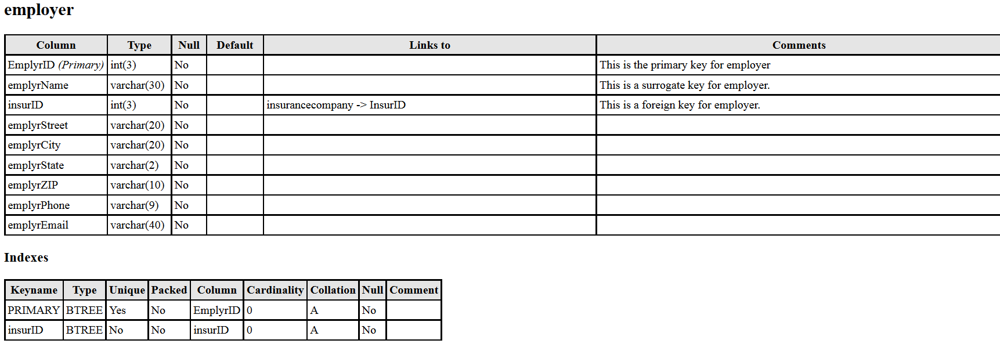 employer
Column Type Null Default Links to Comments
EmplyrID (Primary) int(3) No This is the primary key for employer
emplyrName varchar(30) No This is a surrogate key for employer.
insurID int(3) No insurancecompany -> InsurID This is a foreign key for employer.
emplyrStreet varchar(20) No
emplyrCity varchar(20) No
emplyrState varchar(2) No
emplyrZIP varchar(10) No
emplyrPhone varchar(9) No
emplyrEmail varchar(40) No
Indexes
Keyname Type Unique Packed Column Cardinality Collation Null Comment
PRIMARY BTREE Yes No EmplyrID 0 A No
insurID BTREE No No insurID 0 A No